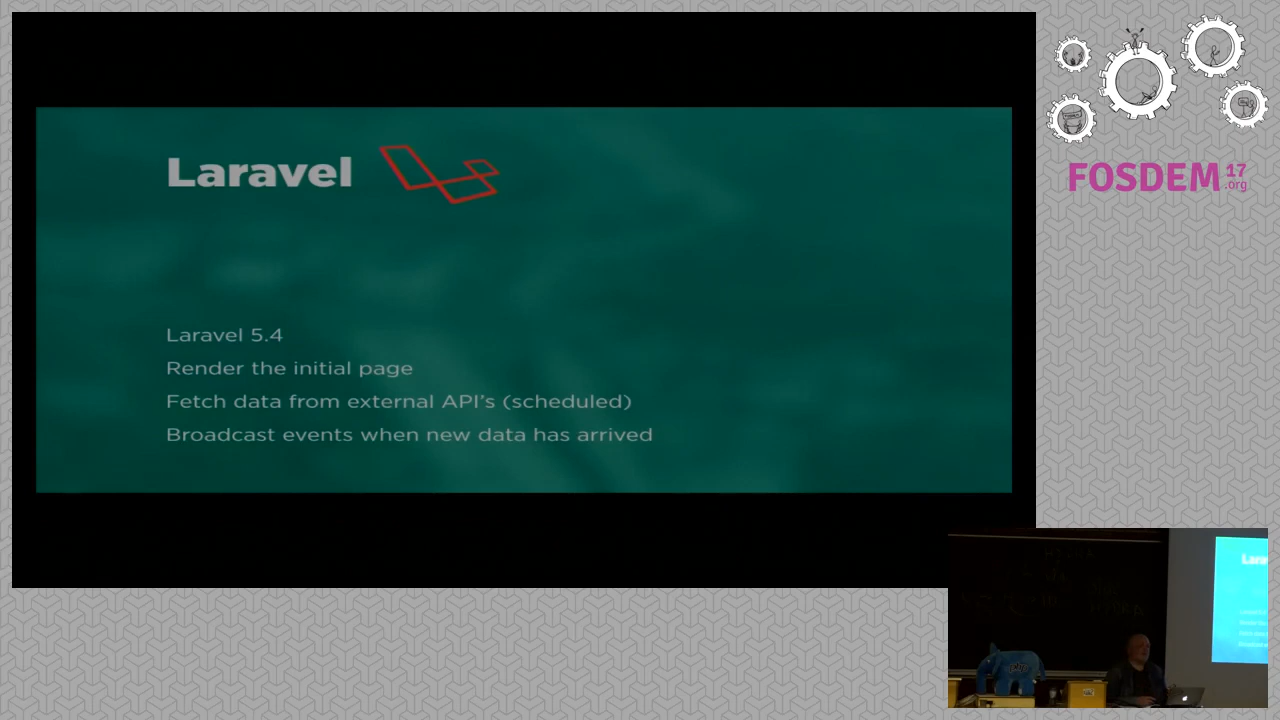 Laravel
Laravel 5.4
Render the initial page
Fetch data from external API's (scheduled)
Broadcast events when new data has arrived
FOSDEM 17
.org